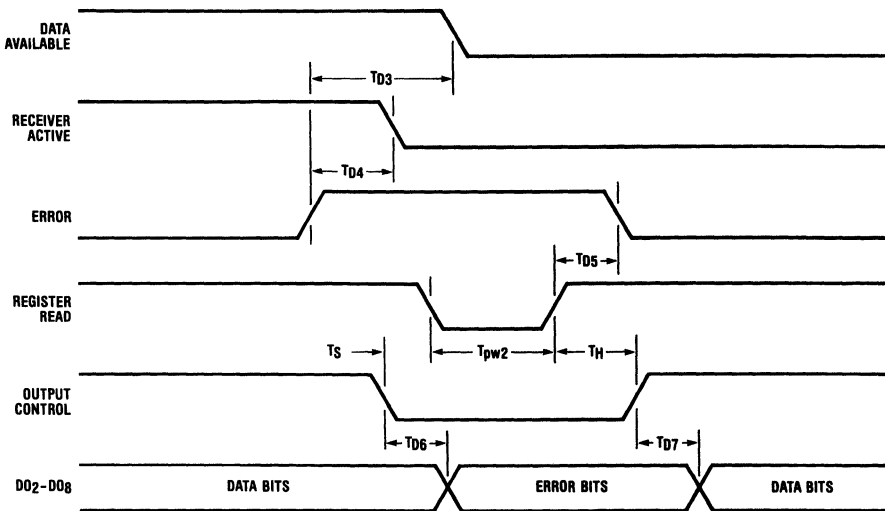 DATA
AVAILABLE
TD3
RECEIVER
ACTIVE
TD4
ERROR
TD5
REGISTER
READ
TS
Tpw2
TH
OUTPUT
CONTROL
TD6
TD7
DO2-DO8
DATA BITS
ERROR BITS
DATA BITS